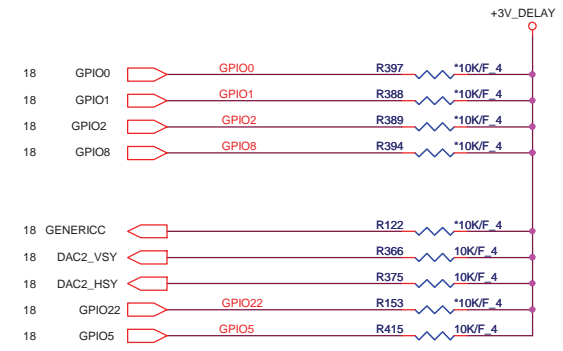 +3V_DELAY
18 GPIO0 GPIO0 R397 *10K/F_4
18 GPIO1 GPIO1 R388 *10K/F_4
18 GPIO2 GPIO2 R389 *10K/F_4
18 GPIO8 GPIO8 R394 *10K/F_4
18 GENERICC R122 *10K/F_4
18 DAC2_VSY R366 10K/F_4
18 DAC2_HSY R375 10K/F_4
18 GPIO22 GPIO22 R153 *10K/F_4
18 GPIO5 GPIO5 R415 10K/F_4